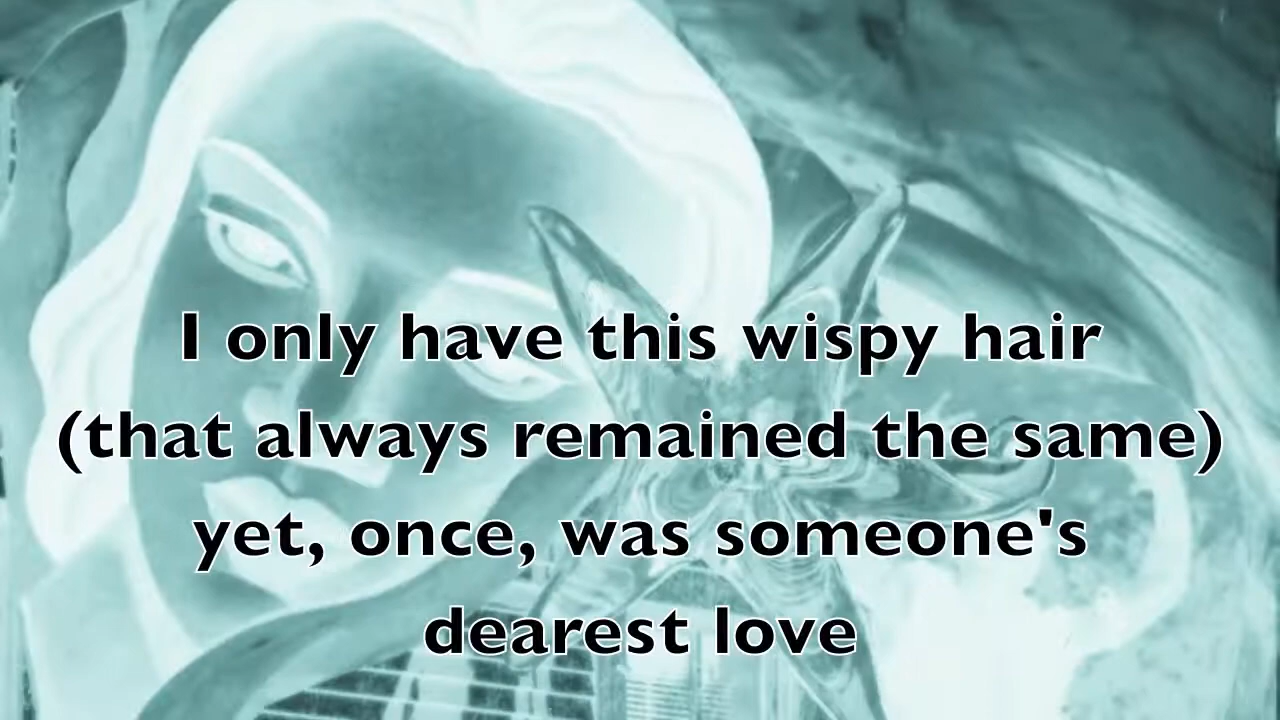 I only have this wispy hair
(that always remained the same)
yet, once, was someone's
dearest love